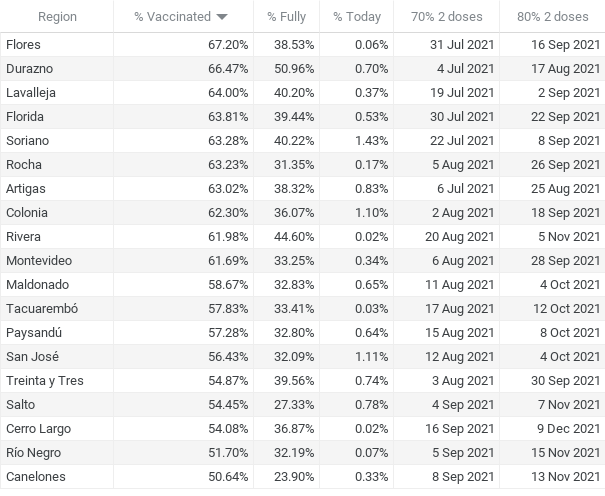 Region % Vaccinated % Fully % Today 70% 2 doses 80% 2 doses
Flores 67.20% 38.53% 0.06% 31 Jul 2021 16 Sep 2021
Durazno 66.47% 50.96% 0.70% 4 Jul 2021 17 Aug 2021
Lavalleja 64.00% 40.20% 0.37% 19 Jul 2021 2 Sep 2021
Florida 63.81% 39.44% 0.53% 30 Jul 2021 22 Sep 2021
Soriano 63.28% 40.22% 1.43% 22 Jul 2021 8 Sep 2021
Rocha 63.23% 31.35% 0.17% 5 Aug 2021 26 Sep 2021
Artigas 63.02% 38.32% 0.83% 6 Jul 2021 25 Aug 2021
Colonia 62.30% 36.07% 1.10% 2 Aug 2021 18 Sep 2021
Rivera 61.98% 44.60% 0.02% 20 Aug 2021 5 Nov 2021
Montevideo 61.69% 33.25% 0.34% 6 Aug 2021 28 Sep 2021
Maldonado 58.67% 32.83% 0.65% 11 Aug 2021 4 Oct 2021
Tacuarembó 57.83% 33.41% 0.03% 17 Aug 2021 12 Oct 2021
Paysandú 57.28% 32.80% 0.64% 15 Aug 2021 8 Oct 2021
San José 56.43% 32.09% 1.11% 12 Aug 2021 4 Oct 2021
Treinta y Tres 54.87% 39.56% 0.74% 3 Aug 2021 30 Sep 2021
Salto 54.45% 27.33% 0.78% 4 Sep 2021 7 Nov 2021
Cerro Largo 54.08% 36.87% 0.02% 16 Sep 2021 9 Dec 2021
Río Negro 51.70% 32.19% 0.07% 5 Sep 2021 15 Nov 2021
Canelones 50.64% 23.90% 0.33% 8 Sep 2021 13 Nov 2021